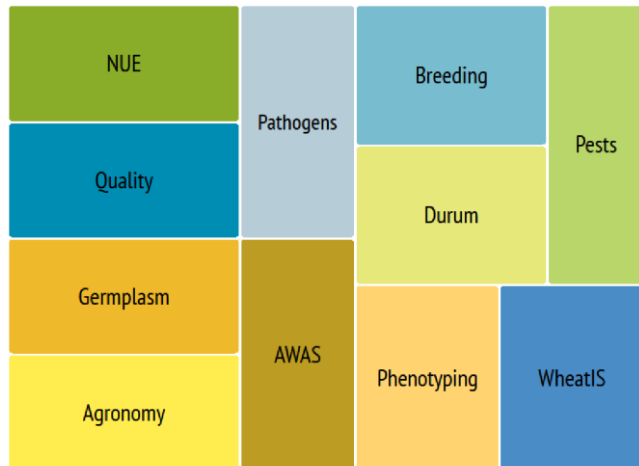 NUE
Quality
Germplasm
Agronomy
Pathogens
AWAS
Breeding
Durum
Pests
Phenotyping
WheatIS